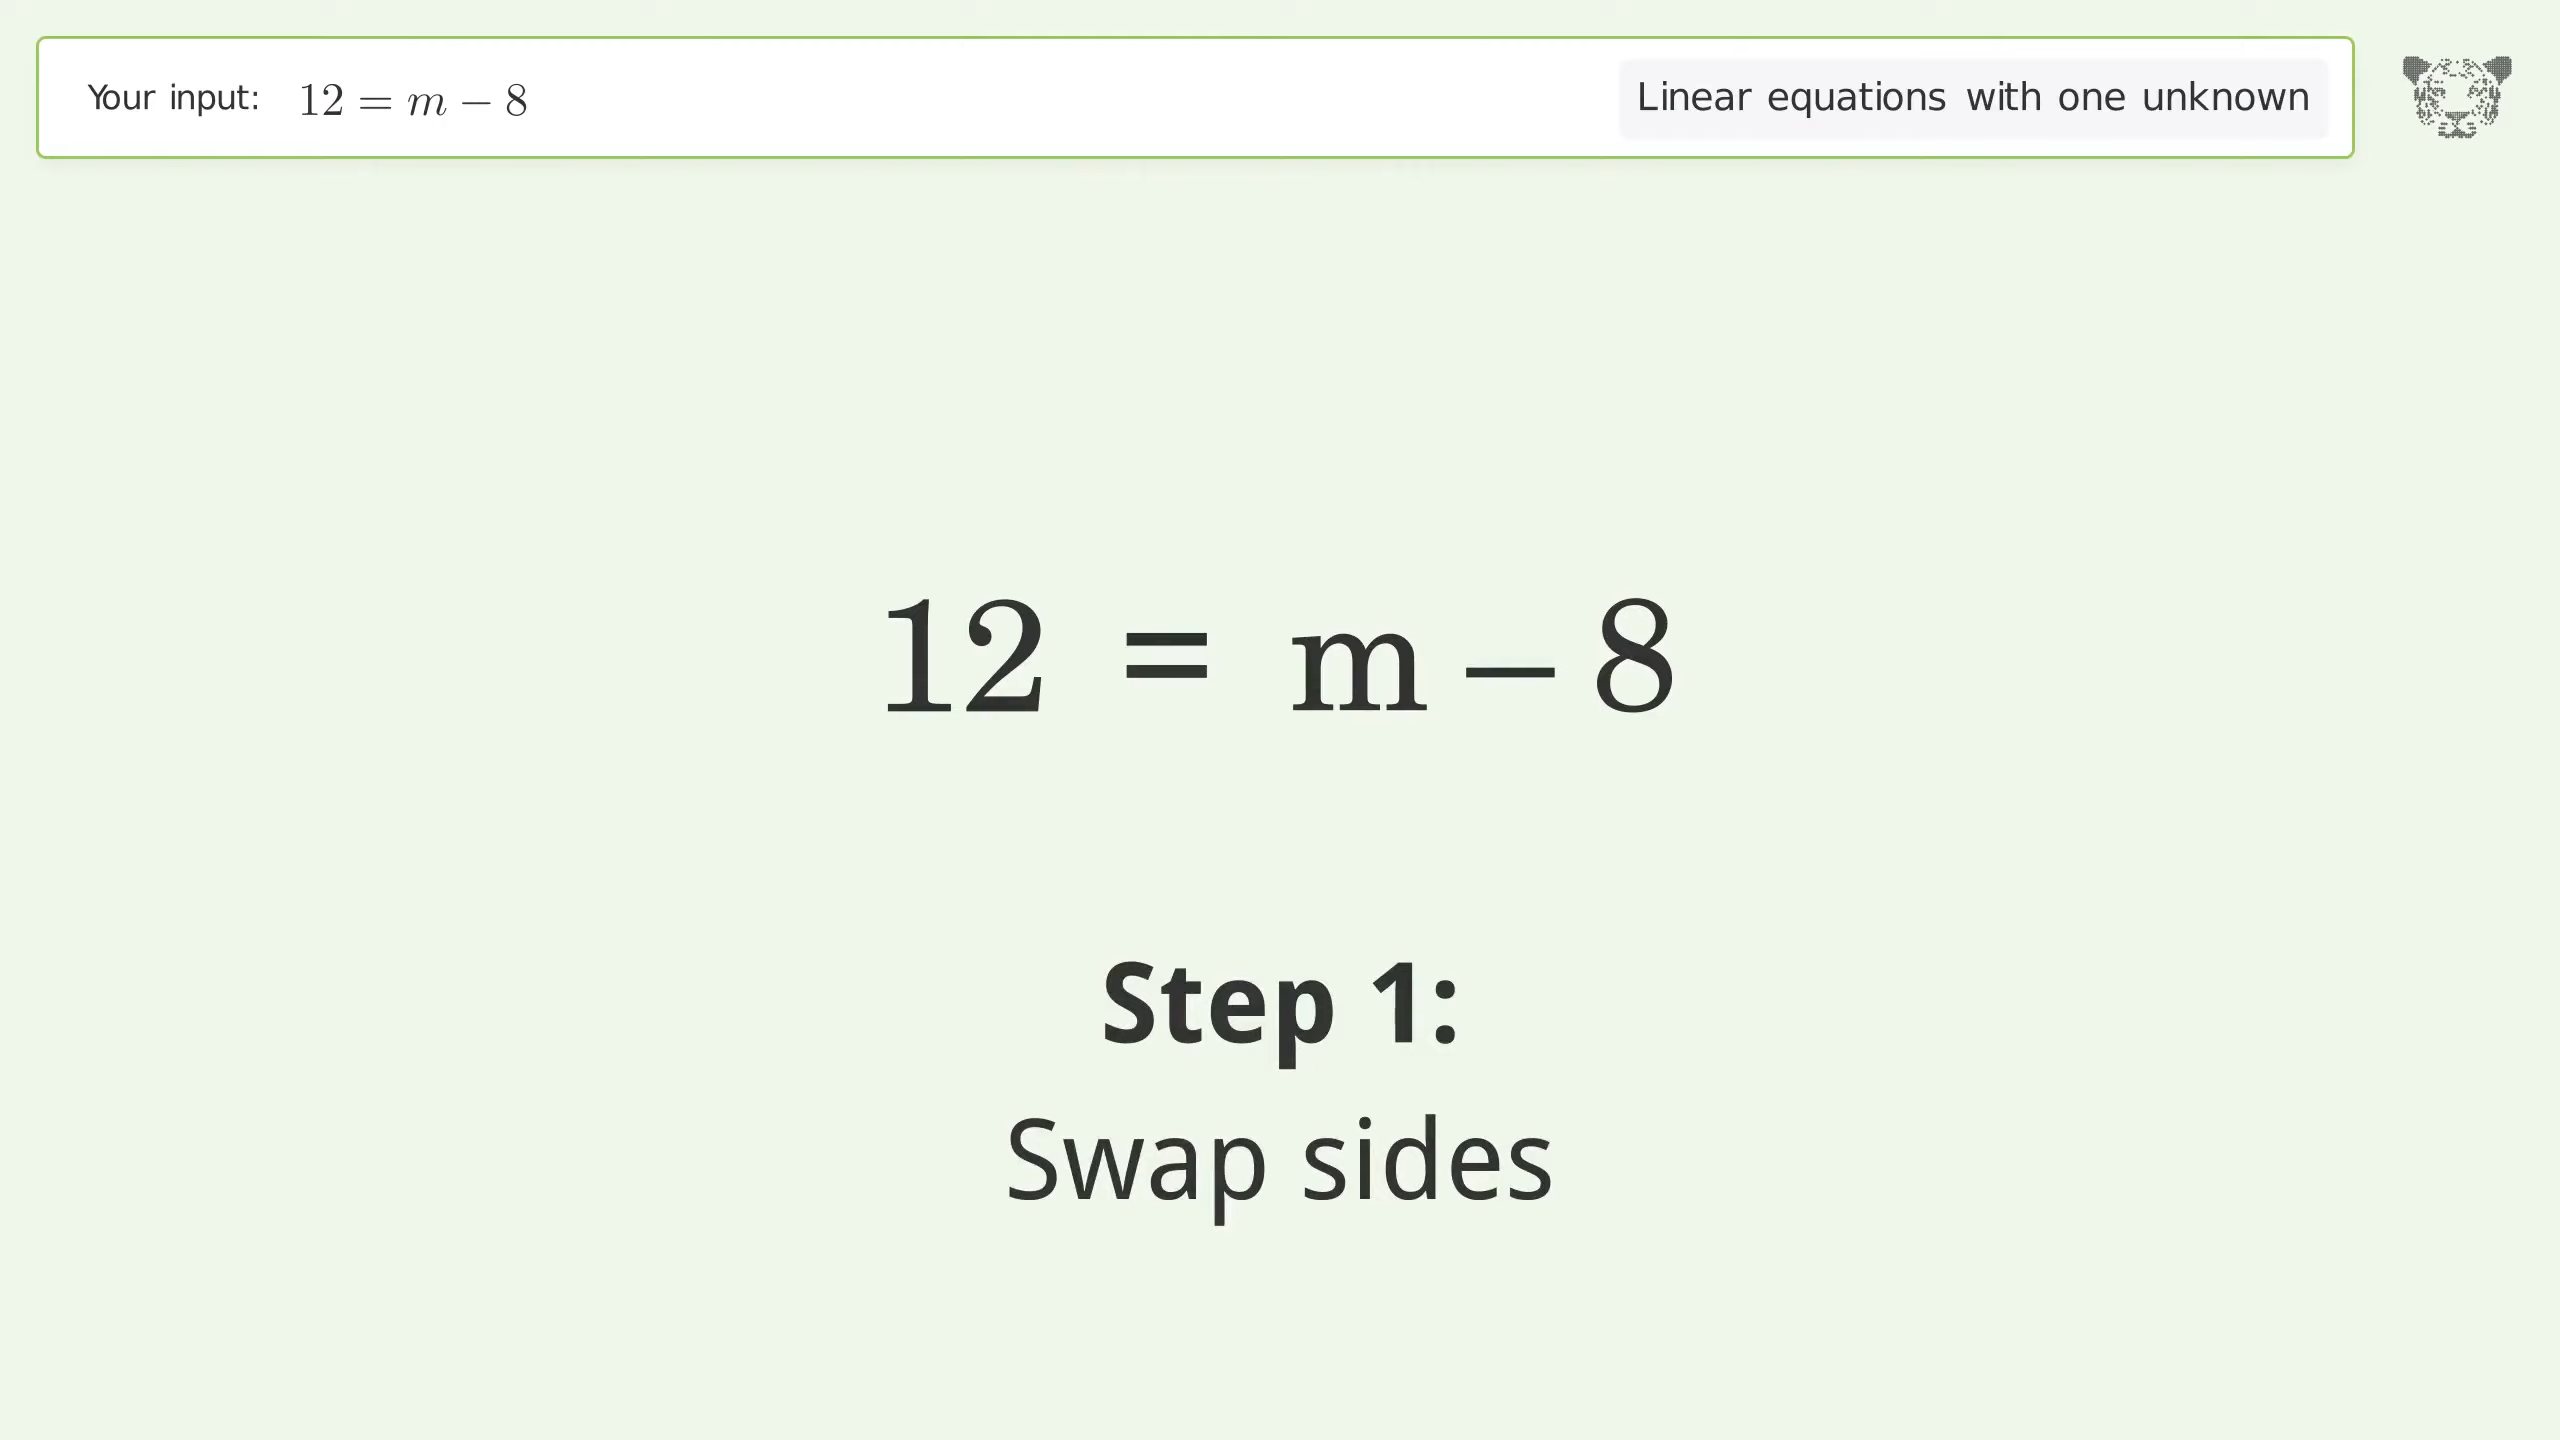 Your input: 12 = m − 8
Linear equations with one unknown
12 = m – 8
Step 1:
Swap sides